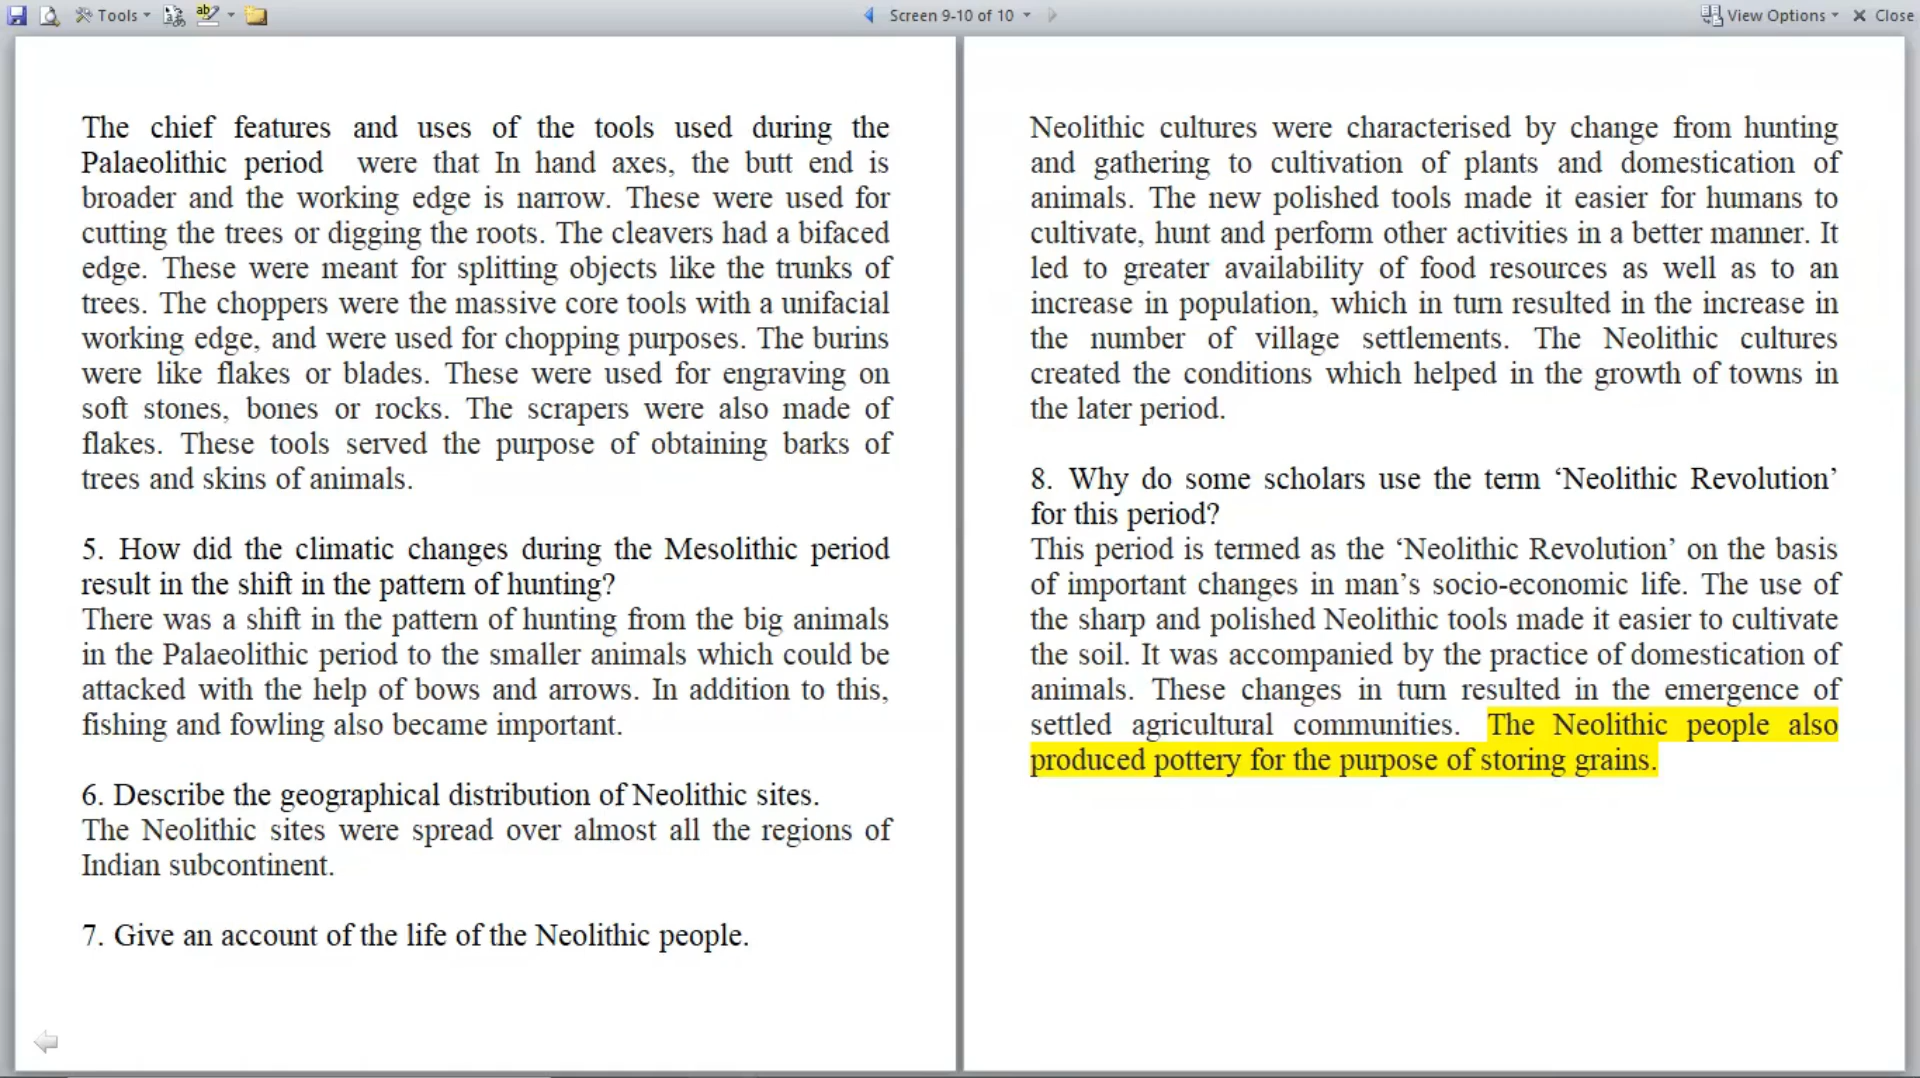 Tools
Screen 9-10 of 10
View Options
Close
The chief features and uses of the tools used during the
Palaeolithic period were that In hand axes, the butt end is
broader and the working edge is narrow. These were used for
cutting the trees or digging the roots. The cleavers had a bifaced
edge. These were meant for splitting objects like the trunks of
trees. The choppers were the massive core tools with a unifacial
working edge, and were used for chopping purposes. The burins
were like flakes or blades. These were used for engraving on
soft stones, bones or rocks. The scrapers were also made of
flakes. These tools served the purpose of obtaining barks of
trees and skins of animals.
5. How did the climatic changes during the Mesolithic period
result in the shift in the pattern of hunting?
There was a shift in the pattern of hunting from the big animals
in the Palaeolithic period to the smaller animals which could be
attacked with the help of bows and arrows. In addition to this,
fishing and fowling also became important.
6. Describe the geographical distribution of Neolithic sites.
The Neolithic sites were spread over almost all the regions of
Indian subcontinent.
7. Give an account of the life of the Neolithic people.
Neolithic cultures were characterised by change from hunting
and gathering to cultivation of plants and domestication of
animals. The new polished tools made it easier for humans to
cultivate, hunt and perform other activities in a better manner. It
led to greater availability of food resources as well as to an
increase in population, which in turn resulted in the increase in
the number of village settlements. The Neolithic cultures
created the conditions which helped in the growth of towns in
the later period.
8. Why do some scholars use the term ‘Neolithic Revolution’
for this period?
This period is termed as the ‘Neolithic Revolution’ on the basis
of important changes in man’s socio-economic life. The use of
the sharp and polished Neolithic tools made it easier to cultivate
the soil. It was accompanied by the practice of domestication of
animals. These changes in turn resulted in the emergence of
settled agricultural communities. The Neolithic people also
produced pottery for the purpose of storing grains.